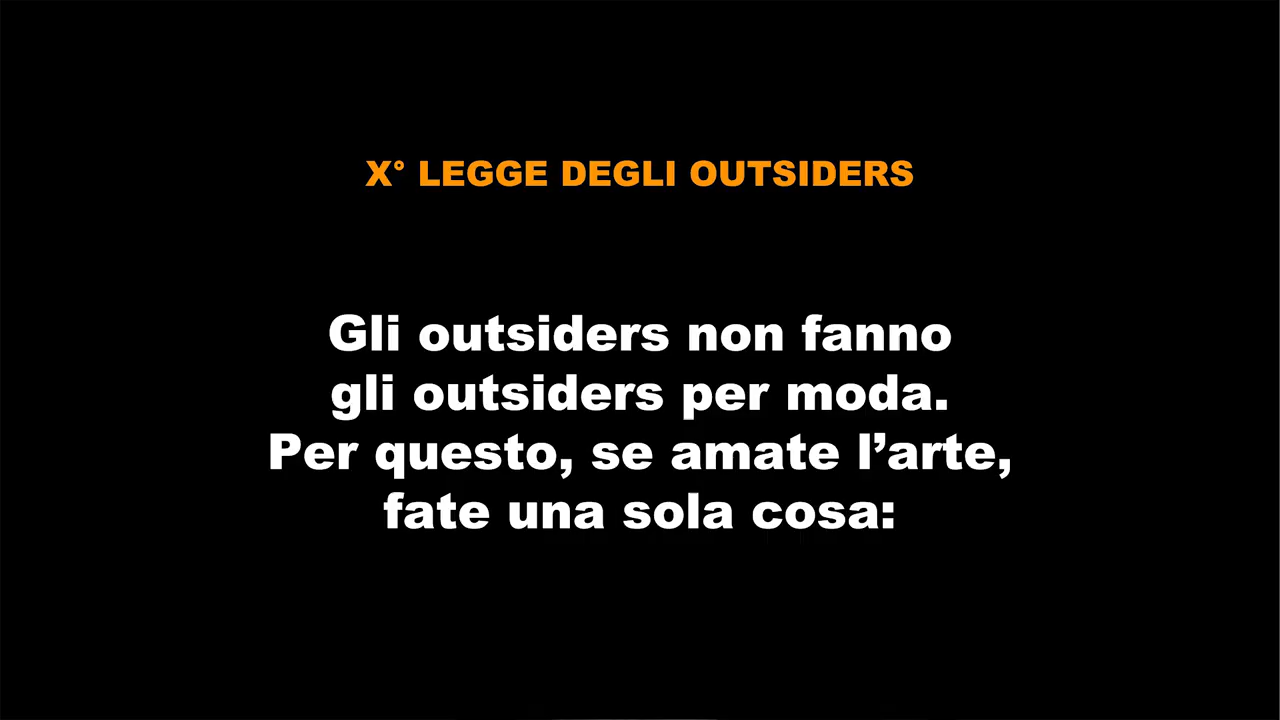 X° LEGGE DEGLI OUTSIDERS
Gli outsiders non fanno
gli outsiders per moda.
Per questo, se amate l’arte,
fate una sola cosa: